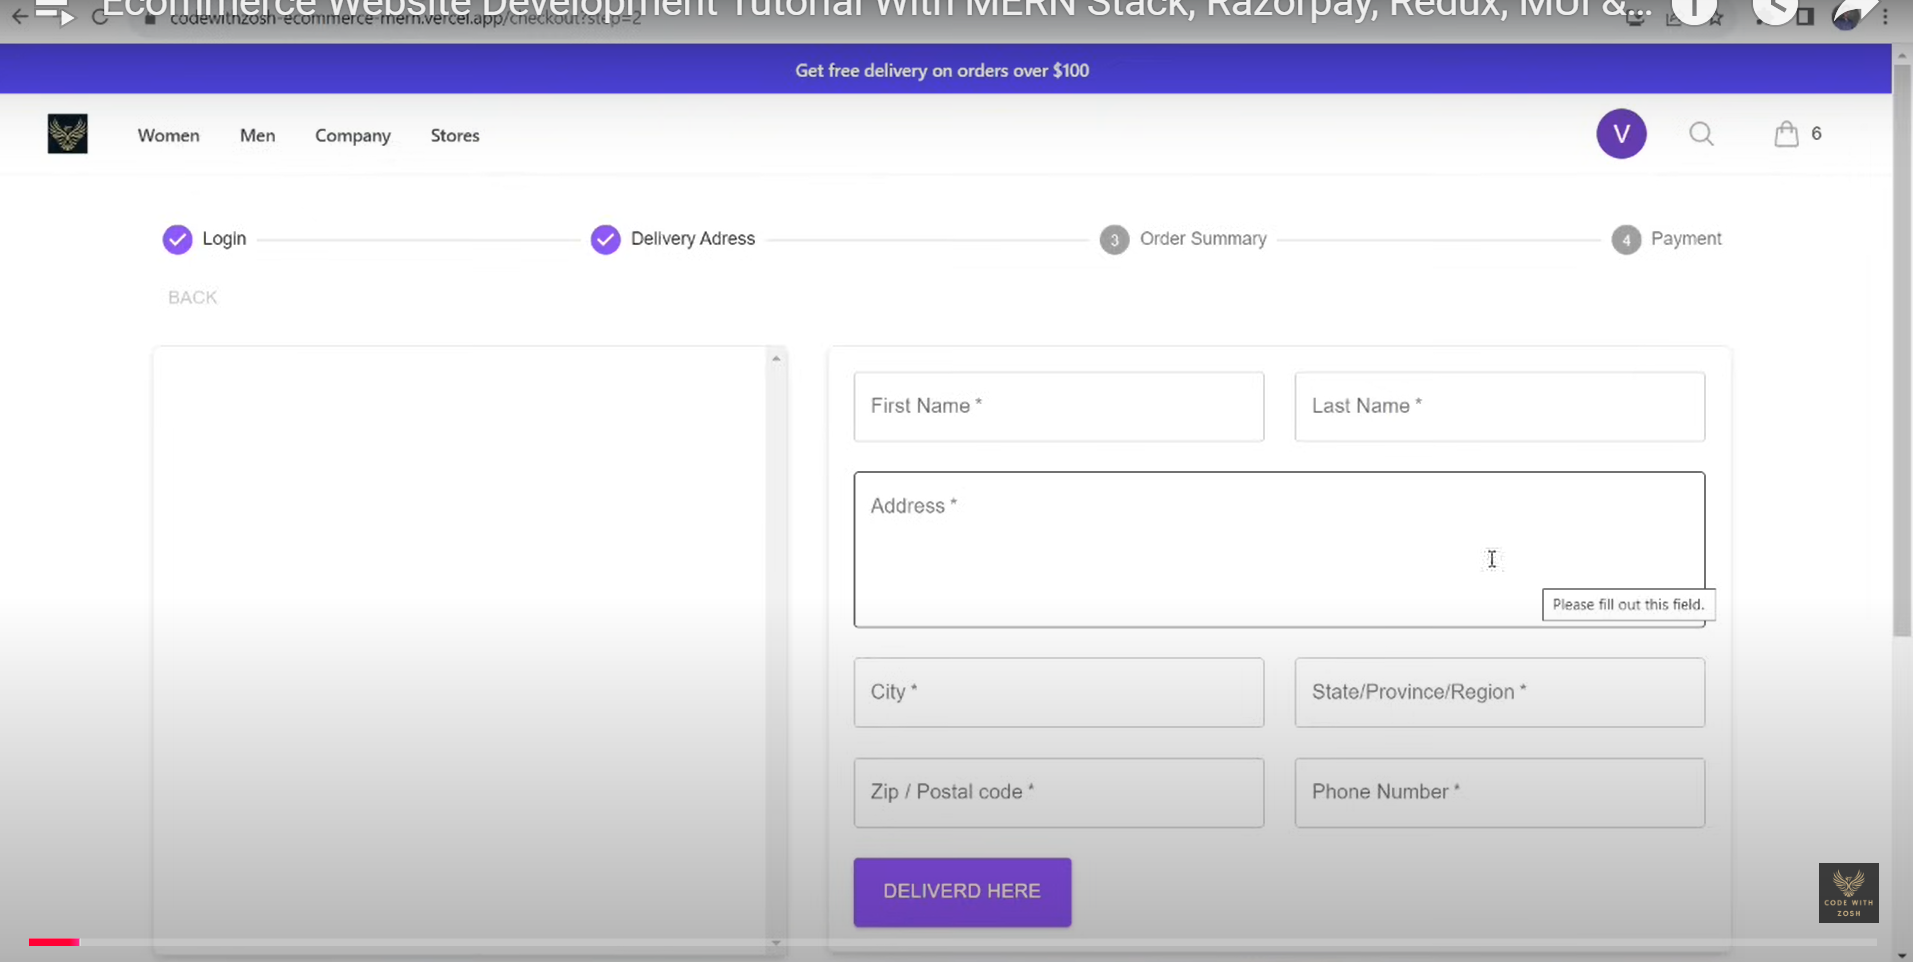 Ecommerce Website Development Tutorial With MERN Stack, Razorpay, Redux, MUI &...
codewithzosh-ecommerce-mern.vercel.app/checkout?step=2
Get free delivery on orders over $100
Women Men Company Stores V 6
Login Delivery Adress 3 Order Summary 4 Payment
BACK
First Name * Last Name *
Address *
Please fill out this field.
City * State/Province/Region *
Zip / Postal code * Phone Number *
DELIVERD HERE
CODE WITH
ZOSH